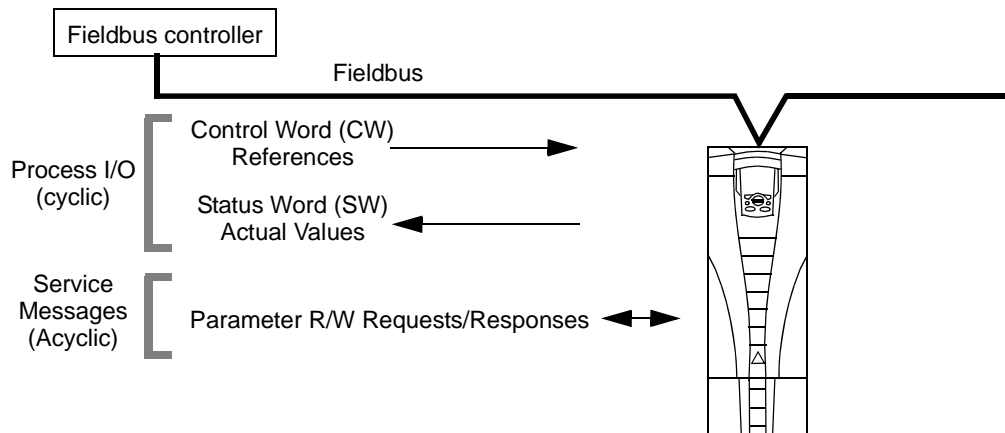 Fieldbus controller
Fieldbus
Process I/O
(cyclic)
Control Word (CW)
References
Status Word (SW)
Actual Values
Service
Messages
(Acyclic)
Parameter R/W Requests/Responses